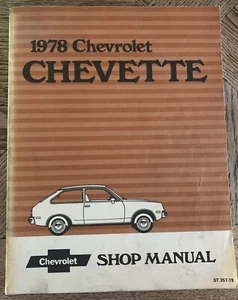 1978 Chevrolet
CHEVETTE
Chevrolet SHOP MANUAL
ST 357-78